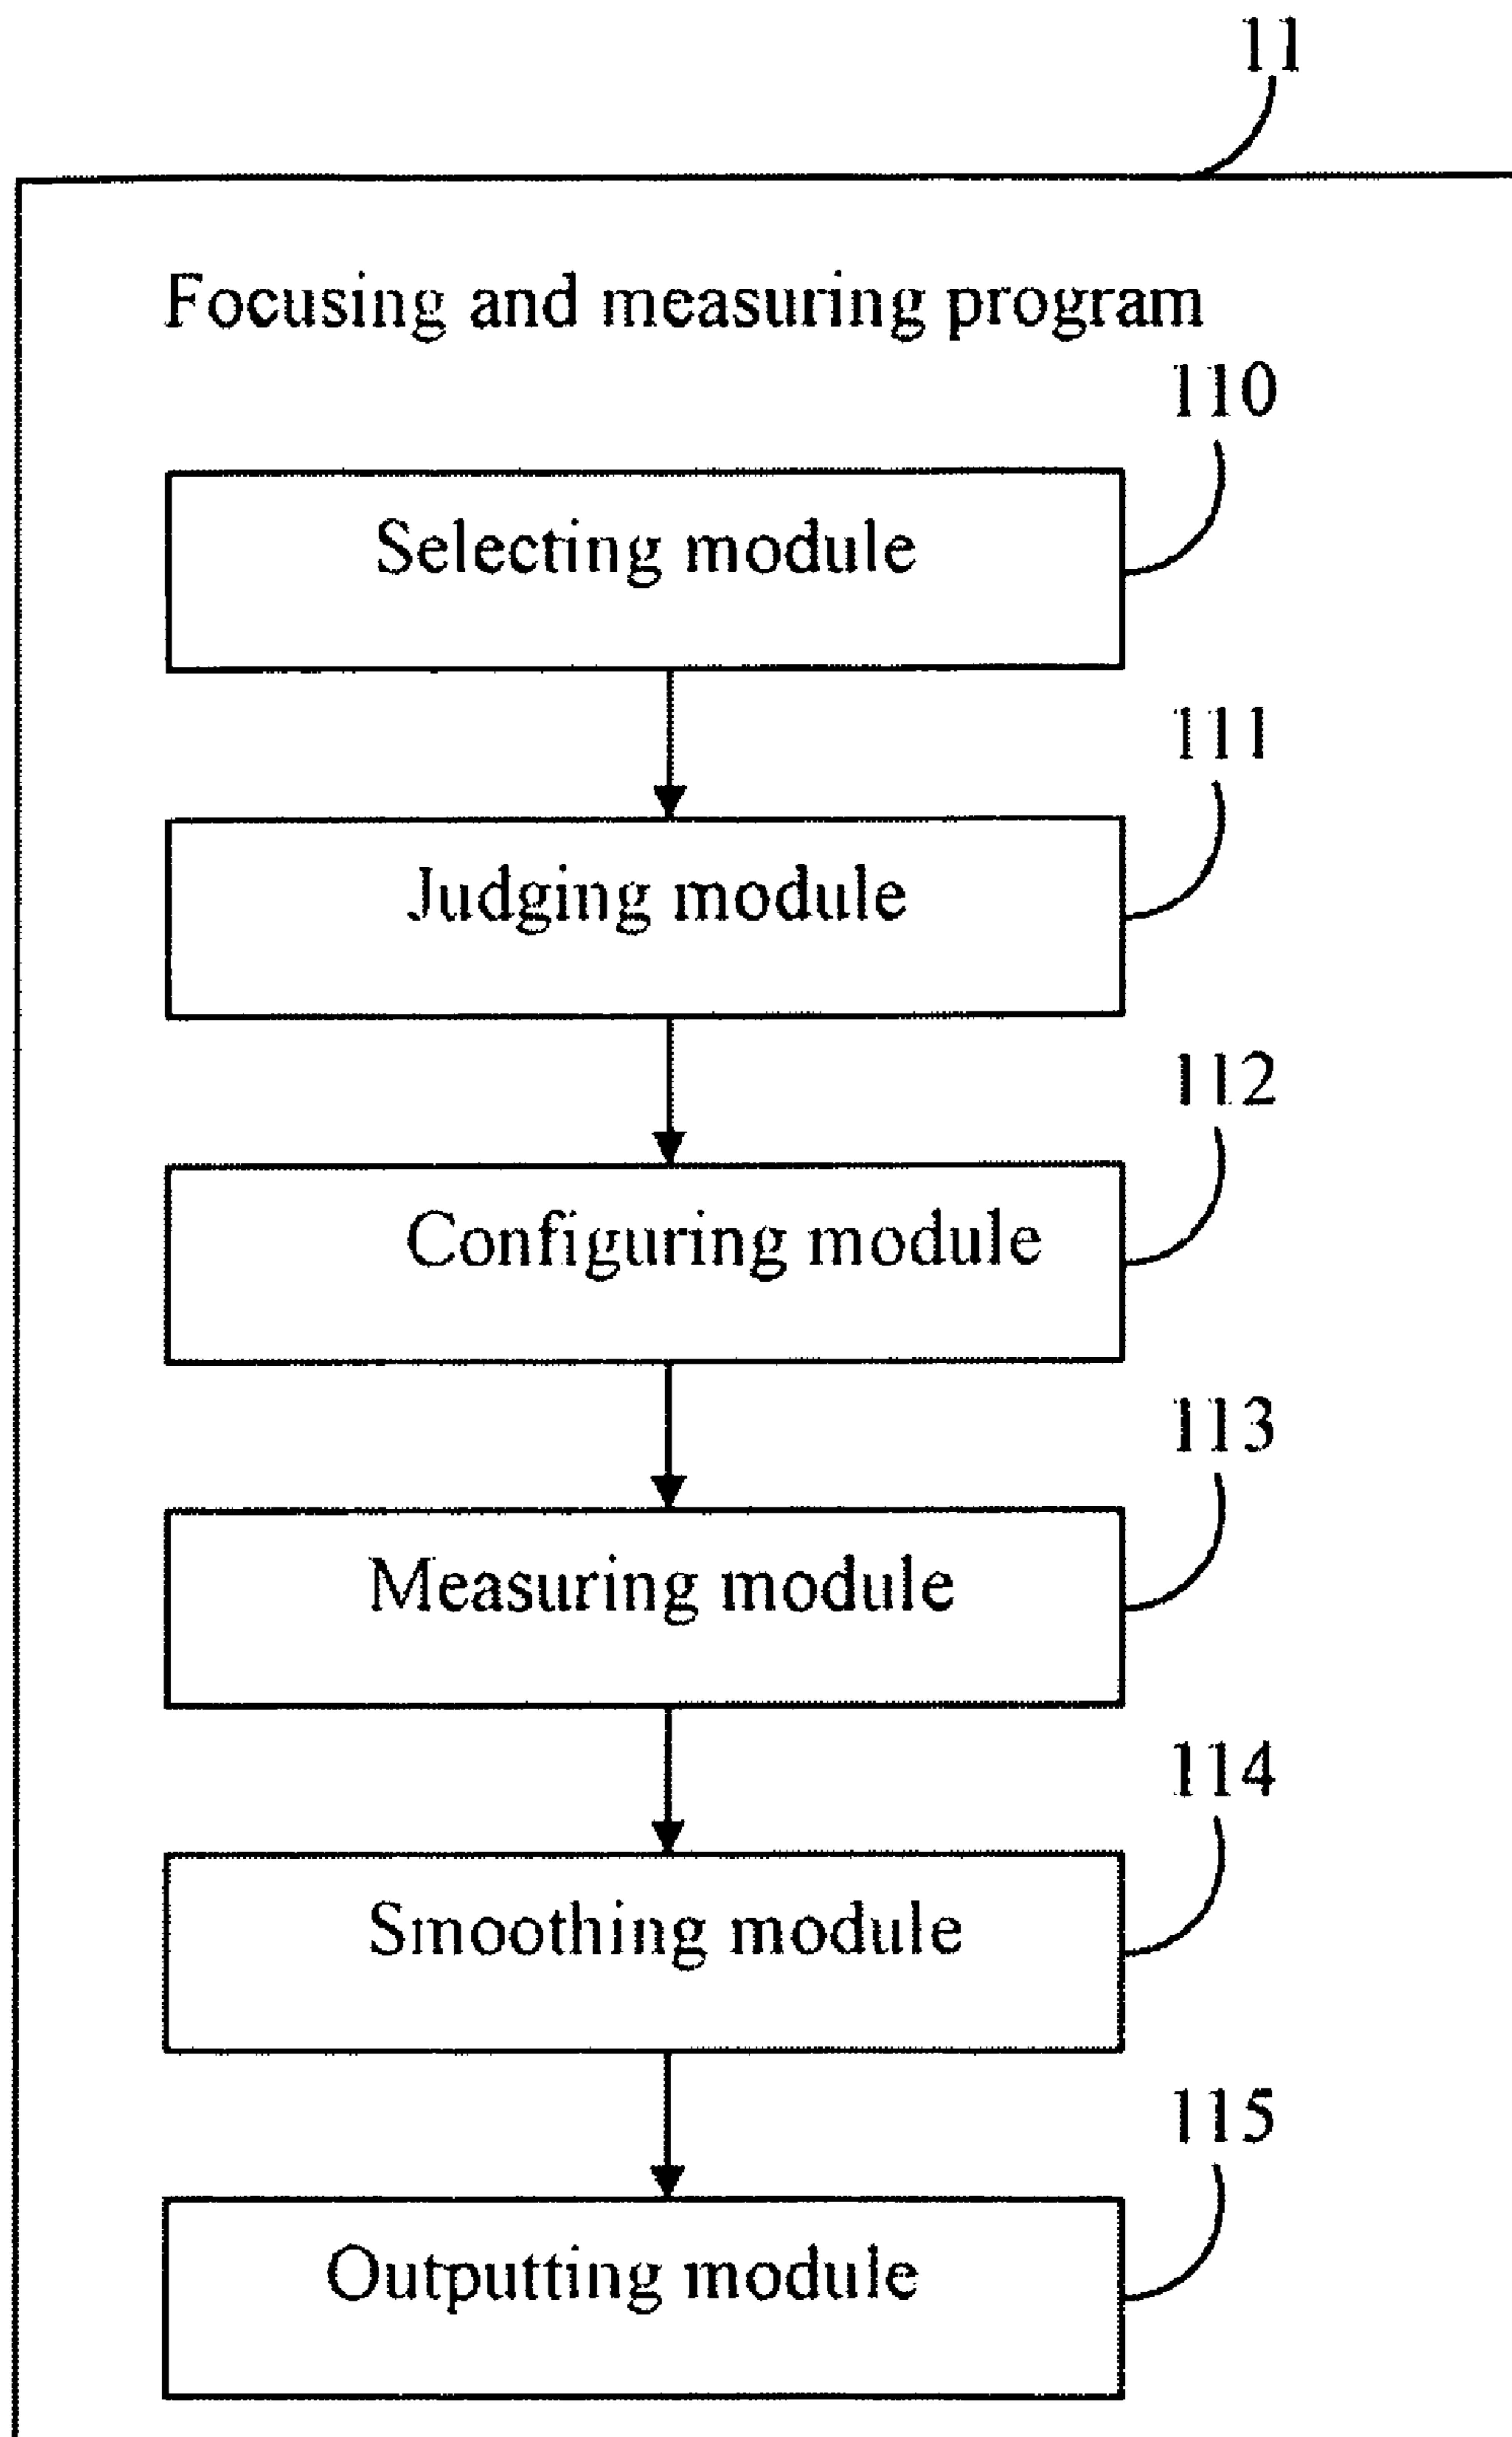 11
Focusing and measuring program
110
Selecting module
111
Judging module
112
Configuring module
113
Measuring module
114
Smoothing module
115
Outputting module